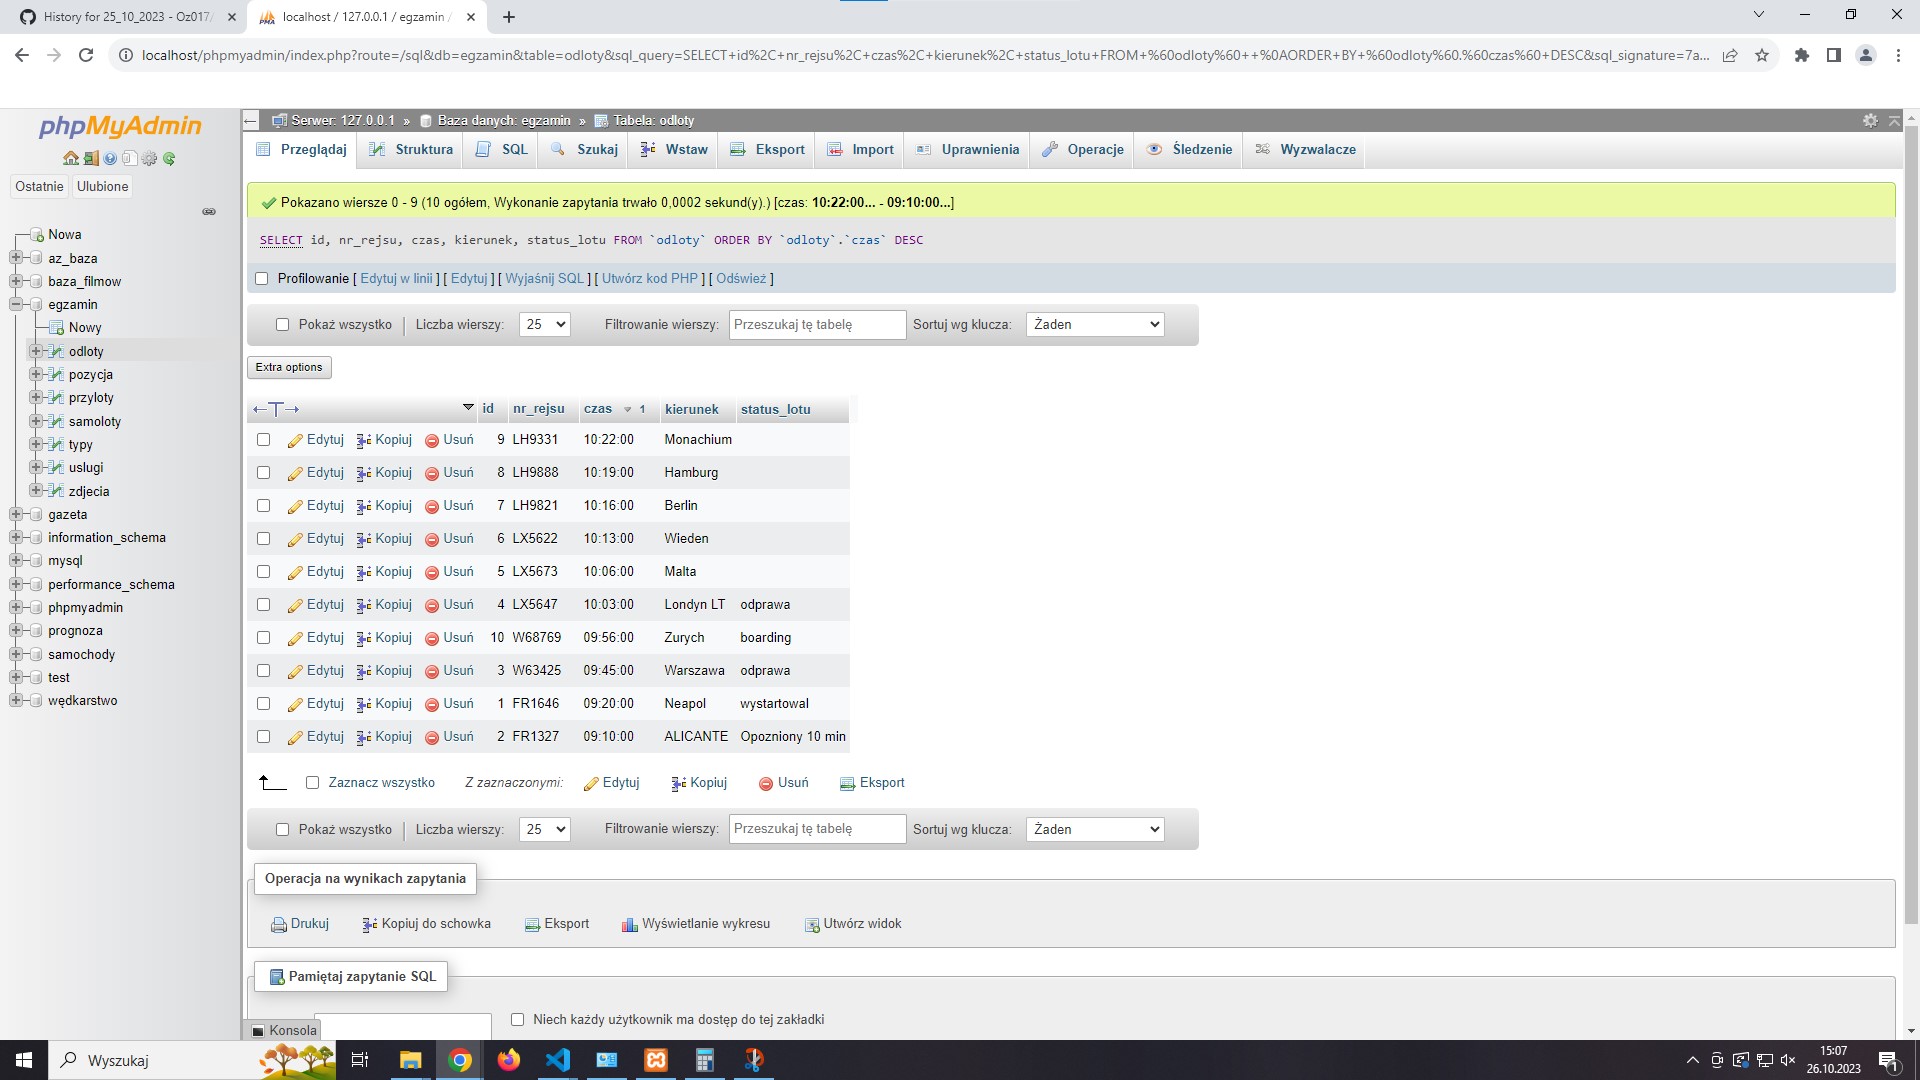 History for 25_10_2023 - Oz017/
localhost / 127.0.0.1 / egzamin /
localhost/phpmyadmin/index.php?route=/sql&db=egzamin&table=odloty&sql_query=SELECT+id%2C+nr_rejsu%2C+czas%2C+kierunek%2C+status_lotu+FROM+%60odloty%60++%0AORDER+BY+%60odloty%60.%60czas%60+DESC&sql_signature=7a...
phpMyAdmin
Ostatnie Ulubione
Nowa
az_baza
baza_filmow
egzamin
Nowy
odloty
pozycja
przyloty
samoloty
typy
uslugi
zdjecia
gazeta
information_schema
mysql
performance_schema
phpmyadmin
prognoza
samochody
test
wędkarstwo
Serwer: 127.0.0.1 » Baza danych: egzamin » Tabela: odloty
Przeglądaj Struktura SQL Szukaj Wstaw Eksport Import Uprawnienia Operacje Śledzenie Wyzwalacze
Pokazano wiersze 0 - 9 (10 ogółem, Wykonanie zapytania trwało 0,0002 sekund(y).) [czas: 10:22:00... - 09:10:00...]
SELECT id, nr_rejsu, czas, kierunek, status_lotu FROM `odloty` ORDER BY `odloty`.`czas` DESC
Profilowanie [ Edytuj w linii ] [ Edytuj ] [ Wyjaśnij SQL ] [ Utwórz kod PHP ] [ Odśwież ]
Pokaż wszystko | Liczba wierszy: 25 Filtrowanie wierszy: Przeszukaj tę tabelę Sortuj wg klucza: Żaden
Extra options
←T→ id nr_rejsu czas 1 kierunek status_lotu
Edytuj Kopiuj Usuń 9 LH9331 10:22:00 Monachium
Edytuj Kopiuj Usuń 8 LH9888 10:19:00 Hamburg
Edytuj Kopiuj Usuń 7 LH9821 10:16:00 Berlin
Edytuj Kopiuj Usuń 6 LX5622 10:13:00 Wieden
Edytuj Kopiuj Usuń 5 LX5673 10:06:00 Malta
Edytuj Kopiuj Usuń 4 LX5647 10:03:00 Londyn LT odprawa
Edytuj Kopiuj Usuń 10 W68769 09:56:00 Zurych boarding
Edytuj Kopiuj Usuń 3 W63425 09:45:00 Warszawa odprawa
Edytuj Kopiuj Usuń 1 FR1646 09:20:00 Neapol wystartowal
Edytuj Kopiuj Usuń 2 FR1327 09:10:00 ALICANTE Opozniony 10 min
Zaznacz wszystko Z zaznaczonymi: Edytuj Kopiuj Usuń Eksport
Pokaż wszystko | Liczba wierszy: 25 Filtrowanie wierszy: Przeszukaj tę tabelę Sortuj wg klucza: Żaden
Operacja na wynikach zapytania
Drukuj Kopiuj do schowka Eksport Wyświetlanie wykresu Utwórz widok
Pamiętaj zapytanie SQL
Niech każdy użytkownik ma dostęp do tej zakładki
Konsola
Wyszukaj
15:07
26.10.2023
1